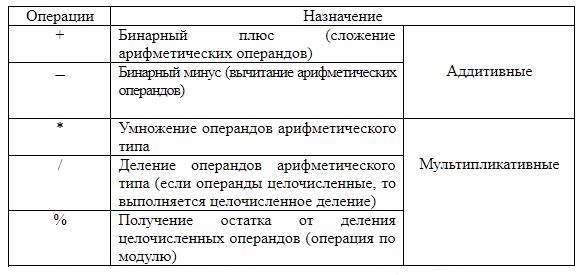 Операции Назначение
+ Бинарный плюс (сложение
арифметических операндов)
Аддитивные
– Бинарный минус (вычитание арифметических
операндов)
* Умножение операндов арифметического
типа
Мультипликативные
/ Деление операндов арифметического
типа (если операнды целочисленные, то
выполняется целочисленное деление)
% Получение остатка от деления
целочисленных операндов (операция по
модулю)